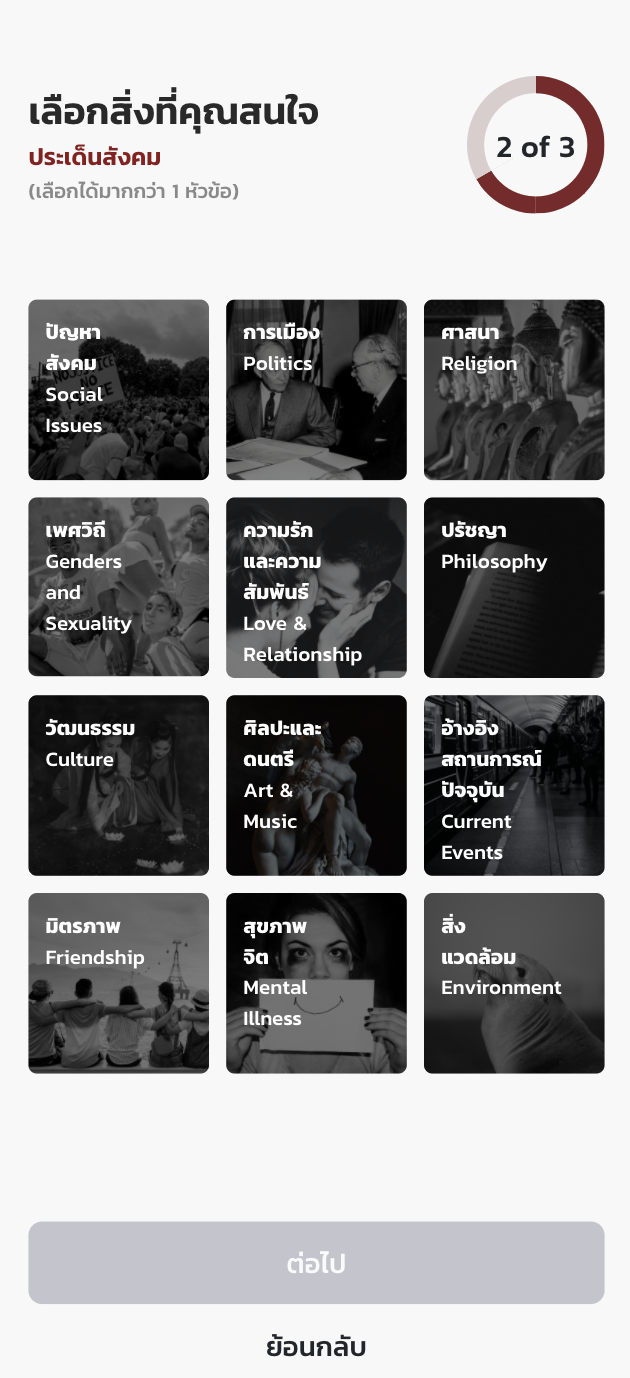 เลือกสิ่งที่คุณสนใจ
ประเด็นสังคม
(เลือกได้มากกว่า 1 หัวข้อ)
2 of 3
ปัญหา
สังคม
Social
Issues
การเมือง
Politics
ศาสนา
Religion
เพศวิถี
Genders
and
Sexuality
ความรัก
และความ
สัมพันธ์
Love &
Relationship
ปรัชญา
Philosophy
วัฒนธรรม
Culture
ศิลปะและ
ดนตรี
Art &
Music
อ้างอิง
สถานการณ์
ปัจจุบัน
Current
Events
มิตรภาพ
Friendship
สุขภาพ
จิต
Mental
Illness
สิ่ง
แวดล้อม
Environment
ต่อไป
ย้อนกลับ